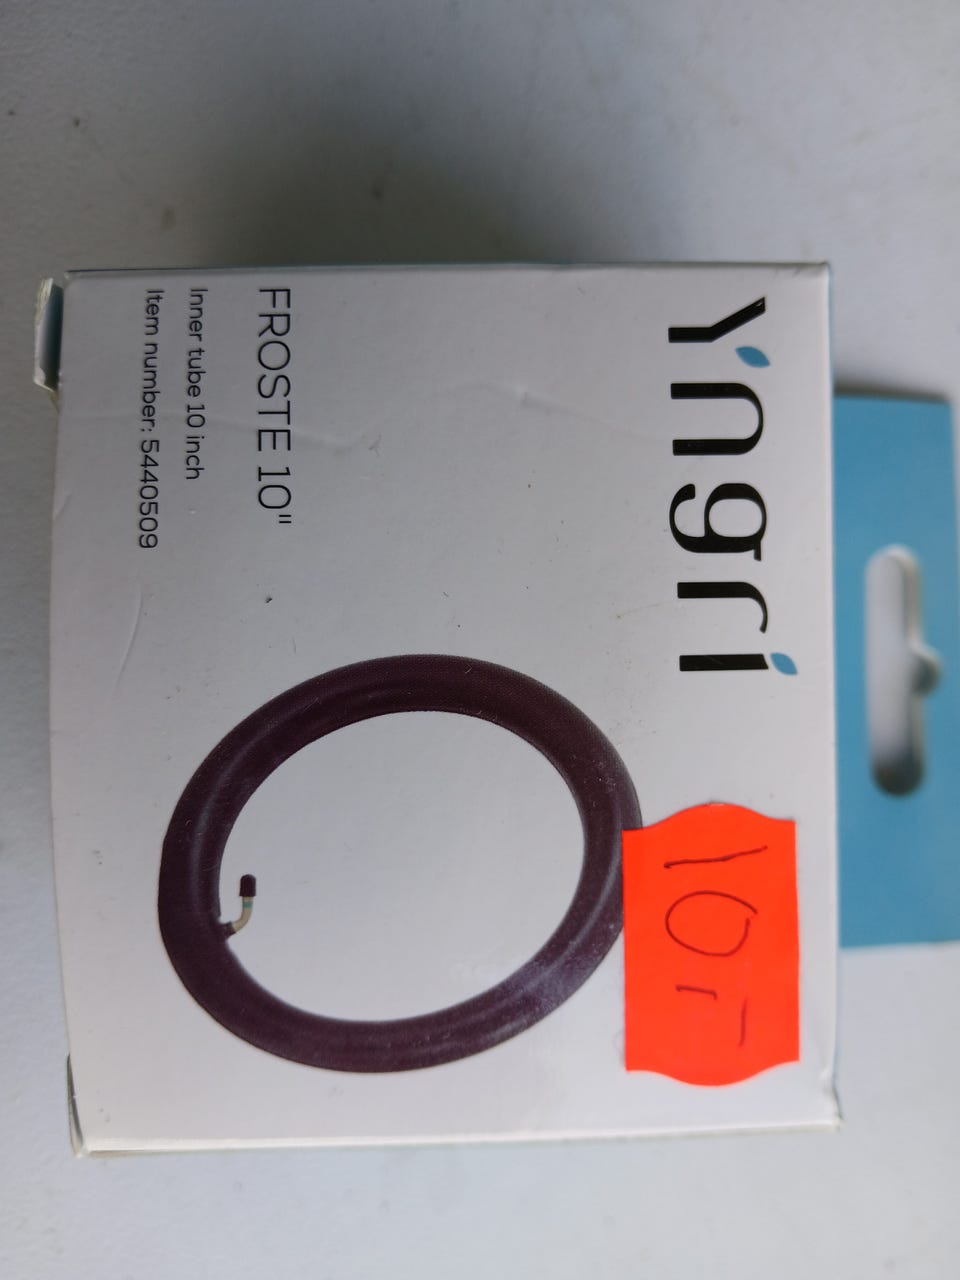 Yngri
10,-
FROSTE 10"
Inner tube 10 inch
Item number: 5440509